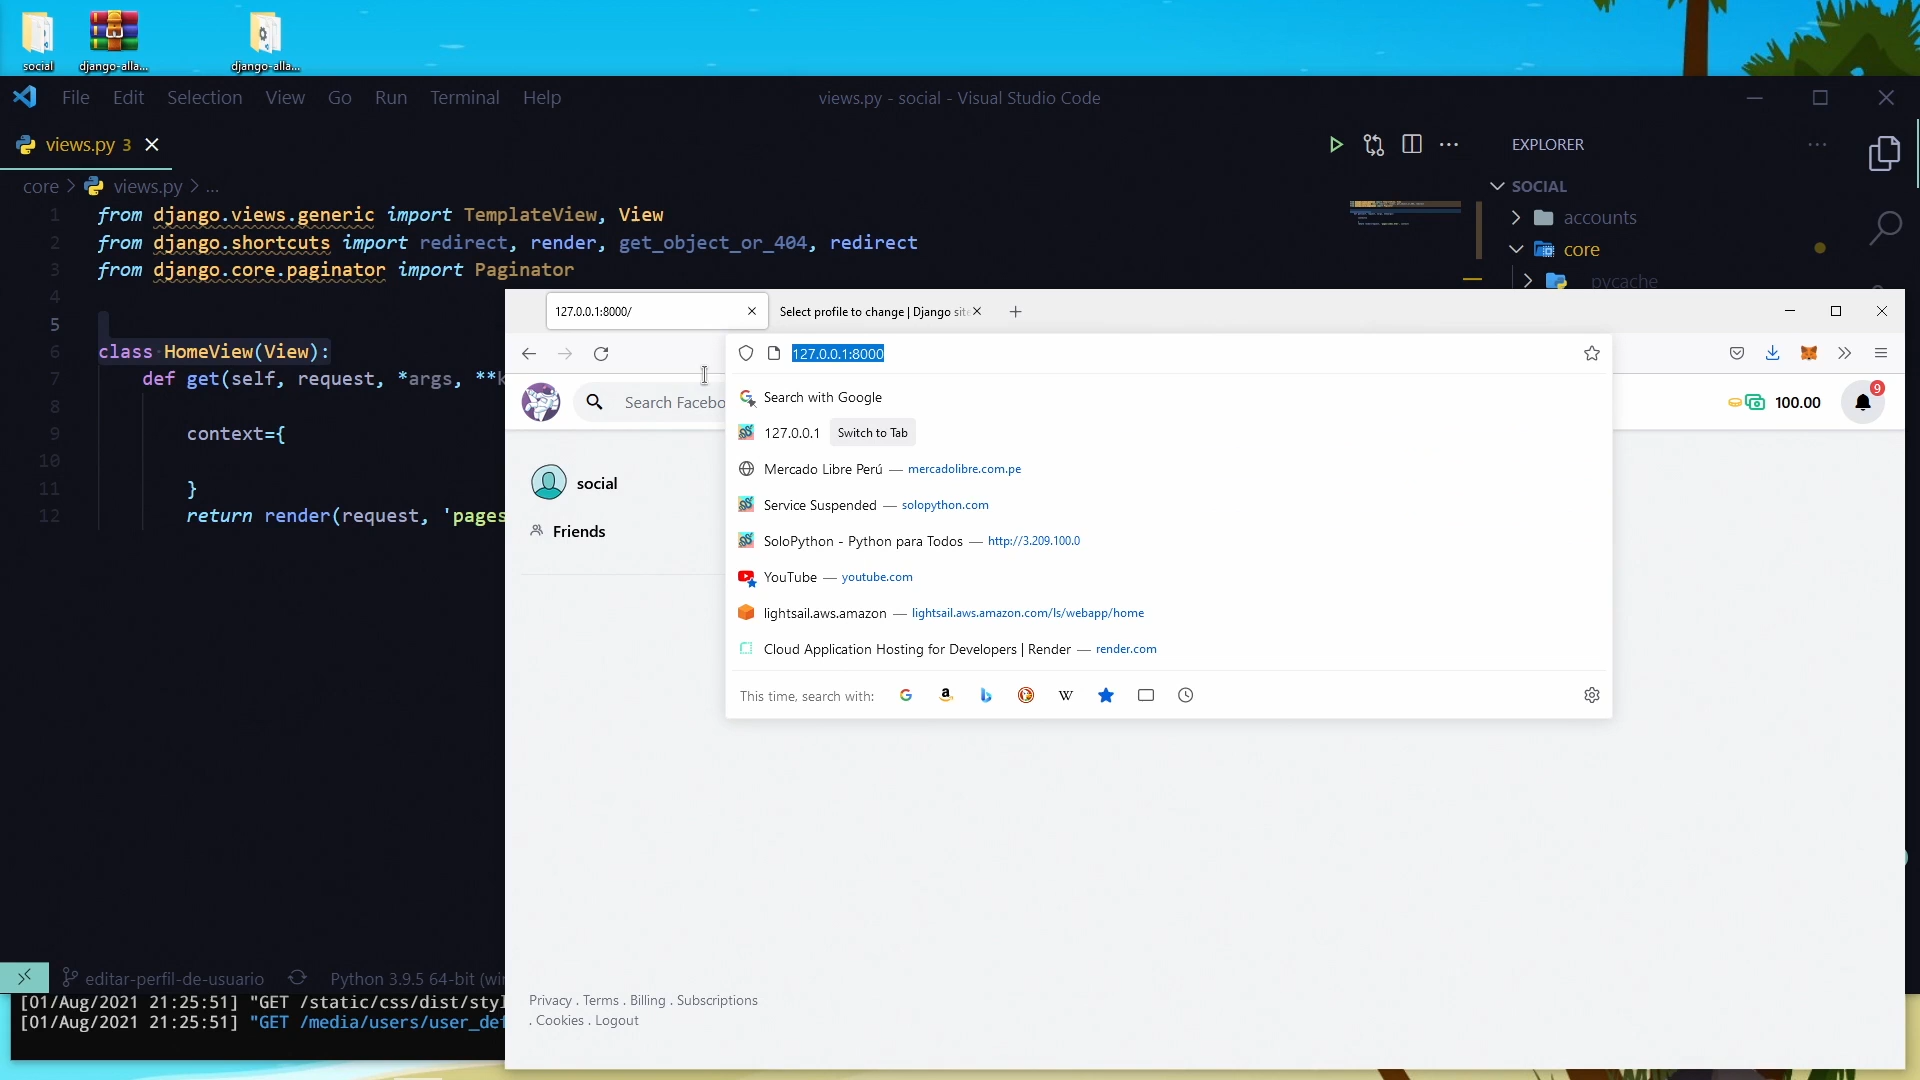 social
django-alla...
django-alla...
File Edit Selection View Go Run Terminal Help
views.py - social - Visual Studio Code
views.py 3
EXPLORER
core > views.py > ...
SOCIAL
accounts
core
pycache
1 from django.views.generic import TemplateView, View
2 from django.shortcuts import redirect, render, get_object_or_404, redirect
3 from django.core.paginator import Paginator
4
5
6 class HomeView(View):
7 def get(self, request, *args, **k
8
9 context={
10
11 }
12 return render(request, 'pages
127.0.0.1:8000/
Select profile to change | Django site
127.0.0.1:8000
Search Facebo
100.00
9
Search with Google
127.0.0.1 Switch to Tab
Mercado Libre Perú — mercadolibre.com.pe
Service Suspended — solopython.com
SoloPython - Python para Todos — http://3.209.100.0
YouTube — youtube.com
lightsail.aws.amazon — lightsail.aws.amazon.com/ls/webapp/home
Cloud Application Hosting for Developers | Render — render.com
This time, search with:
social
Friends
Privacy . Terms . Billing . Subscriptions
. Cookies . Logout
editar-perfil-de-usuario Python 3.9.5 64-bit (wi
[01/Aug/2021 21:25:51] "GET /static/css/dist/styl
[01/Aug/2021 21:25:51] "GET /media/users/user_def